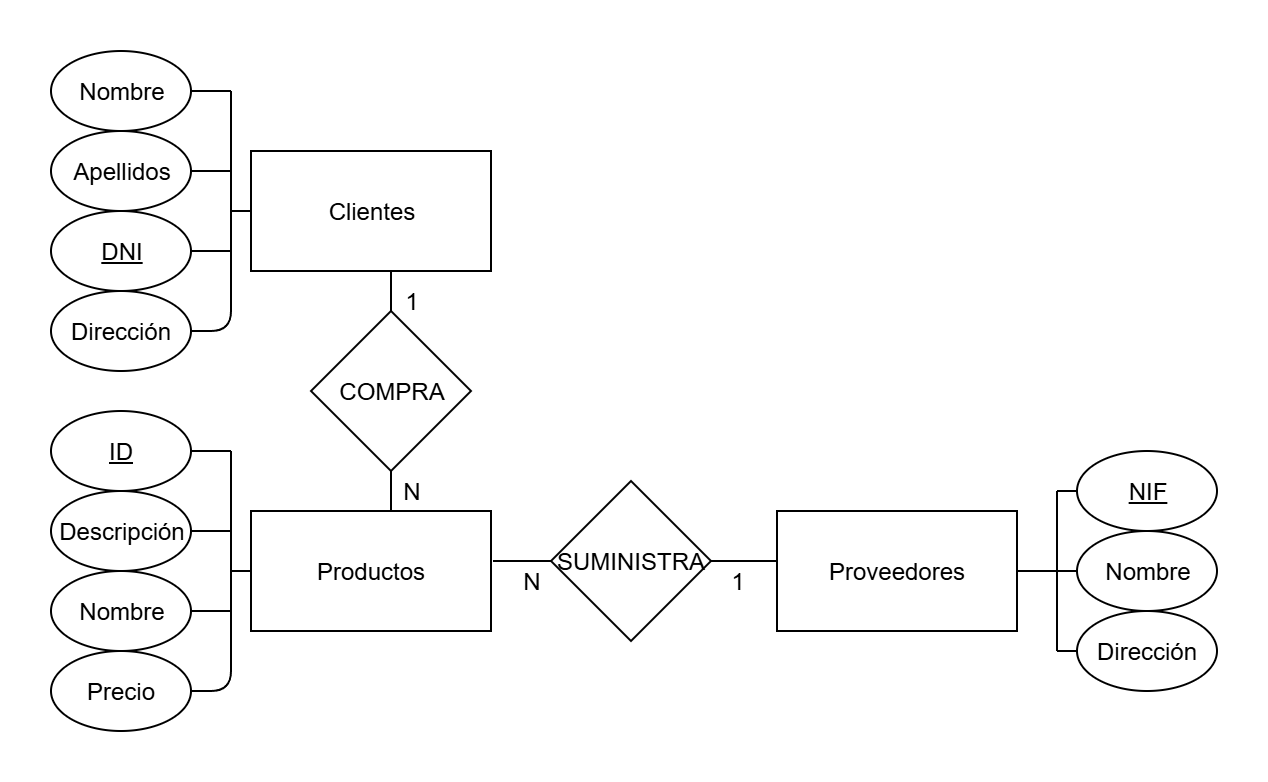 Nombre
Apellidos
DNI
Dirección
Clientes
1
COMPRA
N
ID
Descripción
Nombre
Precio
Productos
N
SUMINISTRA
1
Proveedores
NIF
Nombre
Dirección